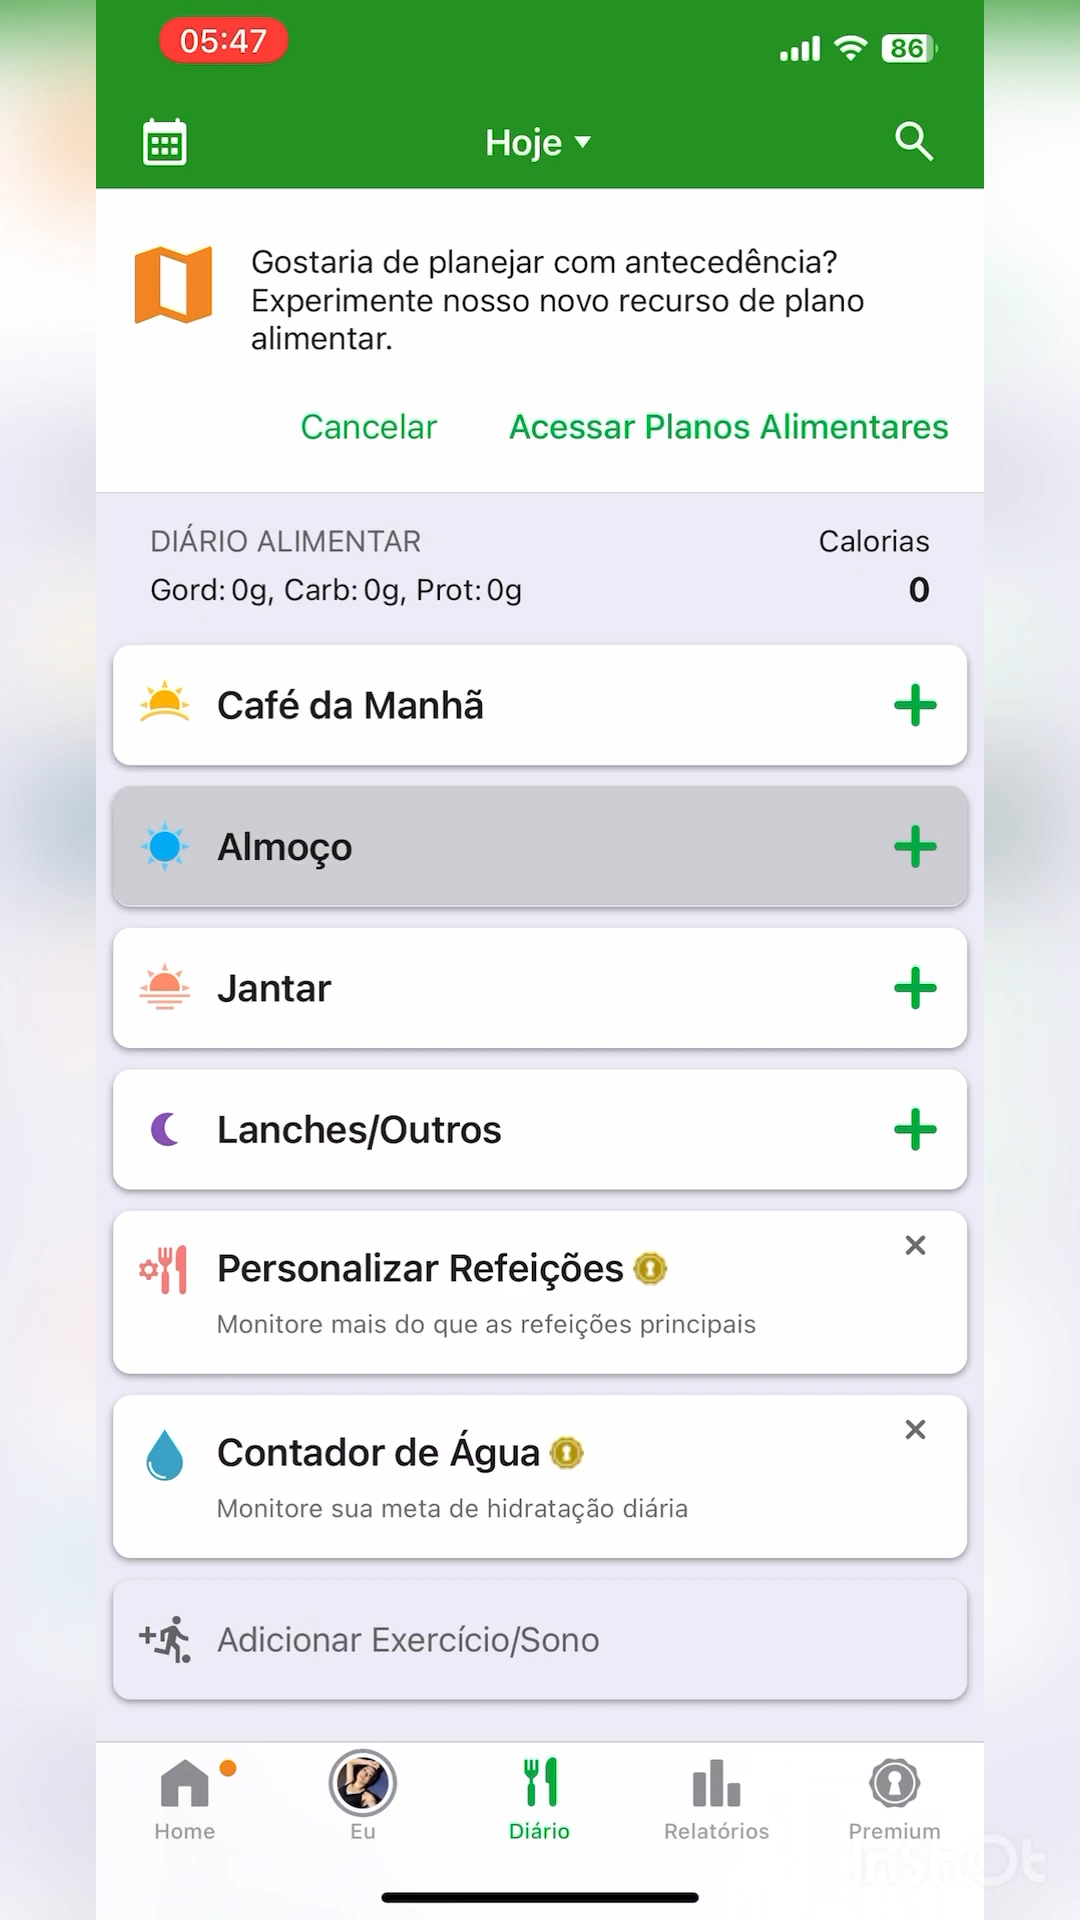 05:47
86
Hoje
Gostaria de planejar com antecedência?
Experimente nosso novo recurso de plano
alimentar.
Cancelar
Acessar Planos Alimentares
DIÁRIO ALIMENTAR
Calorias
Gord: 0g, Carb: 0g, Prot: 0g
0
Café da Manhã
Almoço
Jantar
Lanches/Outros
Personalizar Refeições
Monitore mais do que as refeições principais
Contador de Água
Monitore sua meta de hidratação diária
Adicionar Exercício/Sono
Home
Eu
Diário
Relatórios
Premium
InShOt